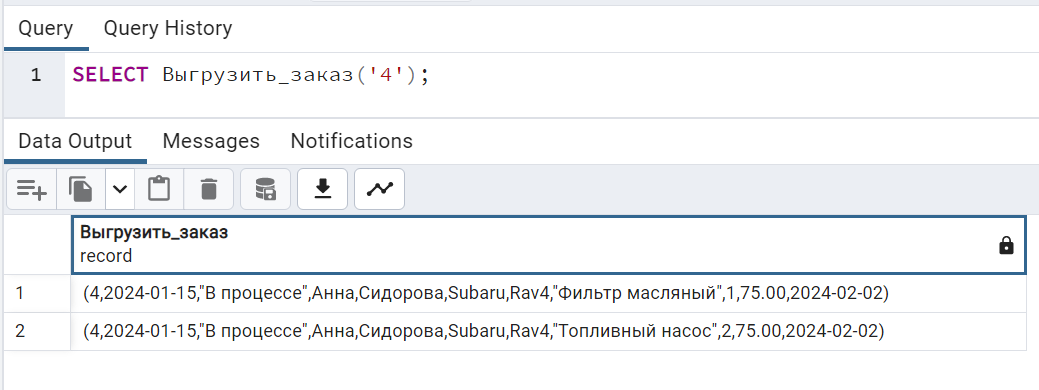 Query Query History
1 SELECT Выгрузить_заказ('4');
Data Output Messages Notifications
Выгрузить_заказ
record
1 (4,2024-01-15,"В процессе",Анна,Сидорова,Subaru,Rav4,"Фильтр масляный",1,75.00,2024-02-02)
2 (4,2024-01-15,"В процессе",Анна,Сидорова,Subaru,Rav4,"Топливный насос",2,75.00,2024-02-02)